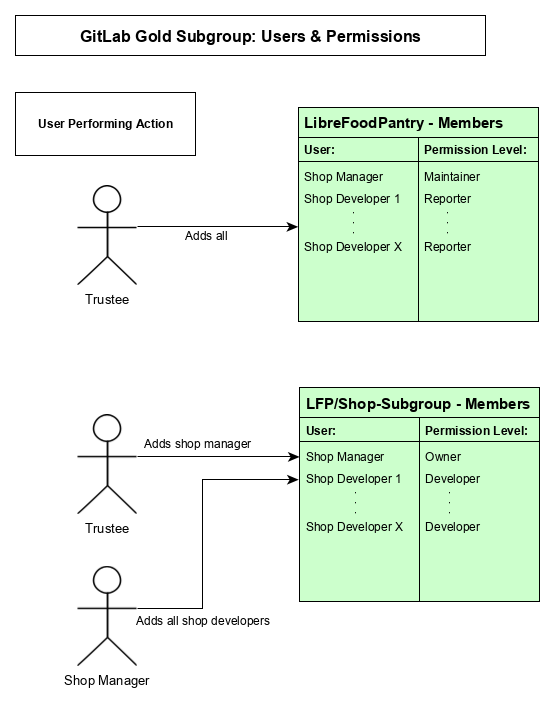 GitLab Gold Subgroup: Users & Permissions
User Performing Action
LibreFoodPantry - Members
User: Permission Level:
Shop Manager Maintainer
Shop Developer 1 Reporter
Shop Developer X Reporter
Adds all
Trustee
LFP/Shop-Subgroup - Members
User: Permission Level:
Shop Manager Owner
Shop Developer 1 Developer
Shop Developer X Developer
Adds shop manager
Trustee
Adds all shop developers
Shop Manager